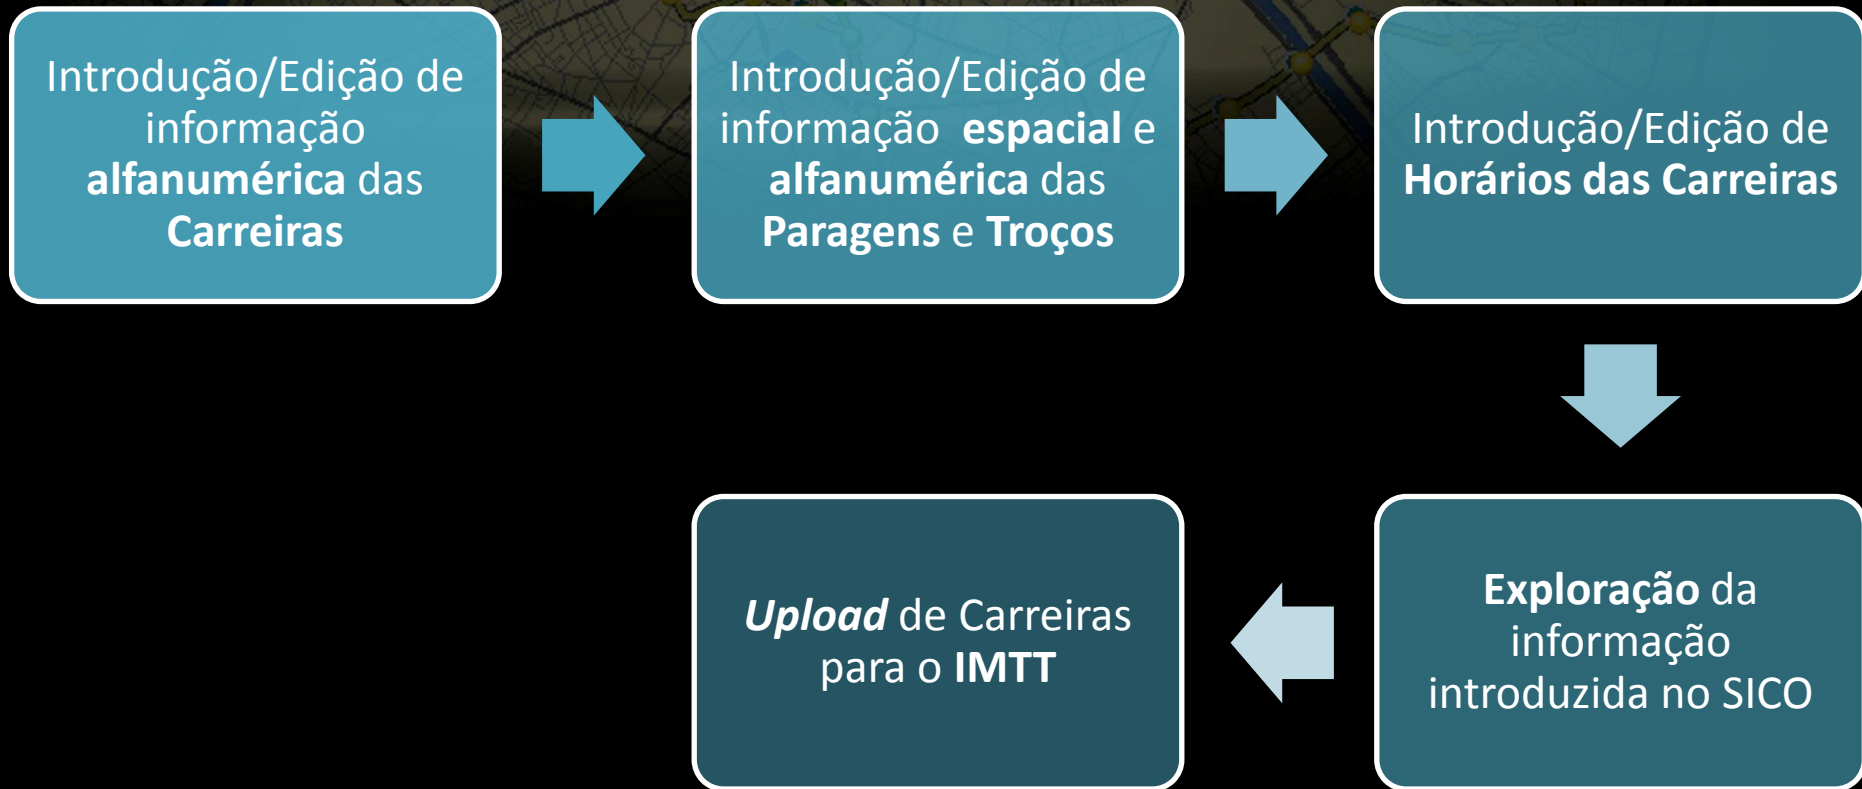 Introdução/Edição de
informação
alfanumérica das
Carreiras
Introdução/Edição de
informação espacial e
alfanumérica das
Paragens e Troços
Introdução/Edição de
Horários das Carreiras
Exploração da
informação
introduzida no SICO
Upload de Carreiras
para o IMTT